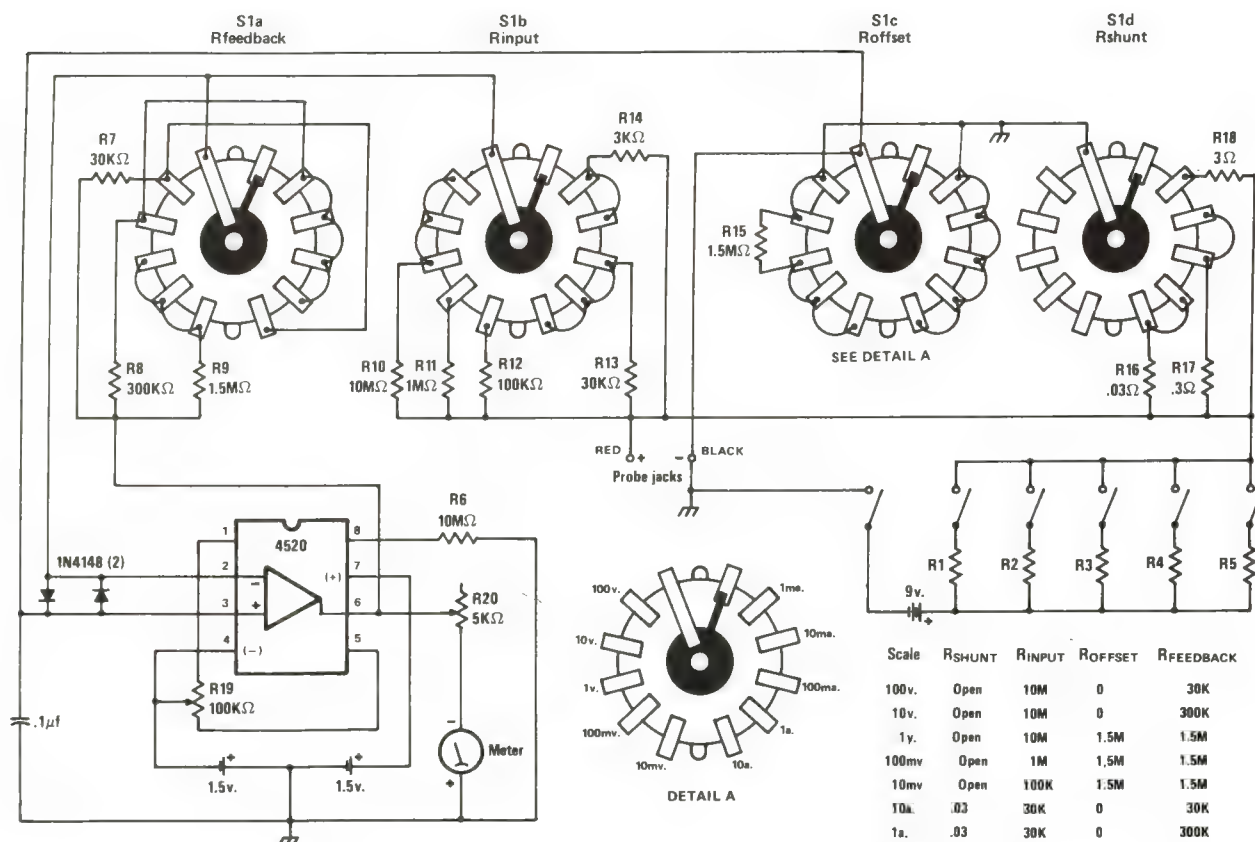 S1a
Rfeedback
S1b
Rinput
S1c
Roffset
S1d
Rshunt
R7
30KΩ
R14
3KΩ
R18
3Ω
R15
1.5MΩ
SEE DETAIL A
R8
300KΩ
R9
1.5MΩ
R10
10MΩ
R11
1MΩ
R12
100KΩ
R13
30KΩ
R16
.03Ω
R17
.3Ω
RED
+
-
BLACK
Probe jacks
R6
10MΩ
1N4148 (2)
4520
1
2
3
4
8
7
6
5
-
+
(+)
(-)
R20
5KΩ
R19
100KΩ
.1µf
1.5v.
+
1.5v.
+
-
Meter
+
R1
R2
R3
R4
R5
9v.
+
100v.
10v.
1v.
100mv.
10mv.
10a.
1a.
100ma.
10ma.
1ma.
DETAIL A
Scale RSHUNT RINPUT ROFFSET RFEEDBACK
100v. Open 10M 0 30K
10v. Open 10M 0 300K
1y. Open 10M 1.5M 1.5M
100mv Open 1M 1,5M 1.5M
10mv Open 100K 1.5M 1.5M
10a. .03 30K 0 30K
1a. .03 30K 0 300K